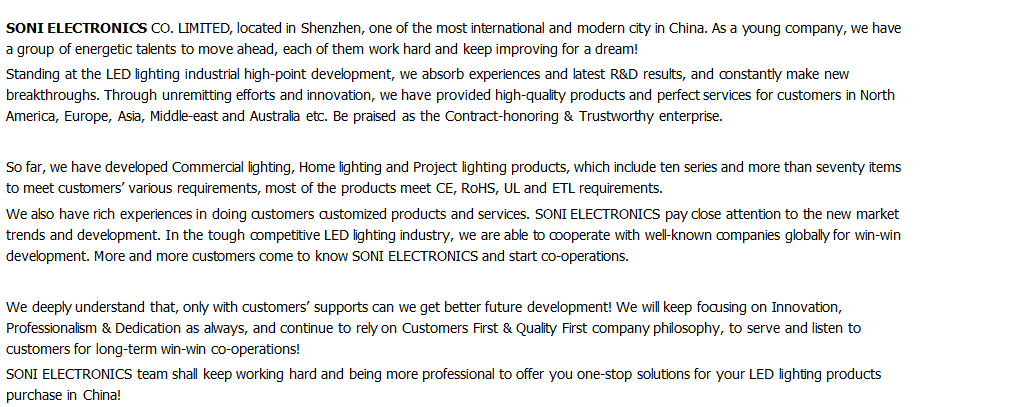 SONI ELECTRONICS CO. LIMITED, located in Shenzhen, one of the most international and modern city in China. As a young company, we have
a group of energetic talents to move ahead, each of them work hard and keep improving for a dream!
Standing at the LED lighting industrial high-point development, we absorb experiences and latest R&D results, and constantly make new
breakthroughs. Through unremitting efforts and innovation, we have provided high-quality products and perfect services for customers in North
America, Europe, Asia, Middle-east and Australia etc. Be praised as the Contract-honoring & Trustworthy enterprise.
So far, we have developed Commercial lighting, Home lighting and Project lighting products, which include ten series and more than seventy items
to meet customers’ various requirements, most of the products meet CE, RoHS, UL and ETL requirements.
We also have rich experiences in doing customers customized products and services. SONI ELECTRONICS pay close attention to the new market
trends and development. In the tough competitive LED lighting industry, we are able to cooperate with well-known companies globally for win-win
development. More and more customers come to know SONI ELECTRONICS and start co-operations.
We deeply understand that, only with customers’ supports can we get better future development! We will keep focusing on Innovation,
Professionalism & Dedication as always, and continue to rely on Customers First & Quality First company philosophy, to serve and listen to
customers for long-term win-win co-operations!
SONI ELECTRONICS team shall keep working hard and being more professional to offer you one-stop solutions for your LED lighting products
purchase in China!